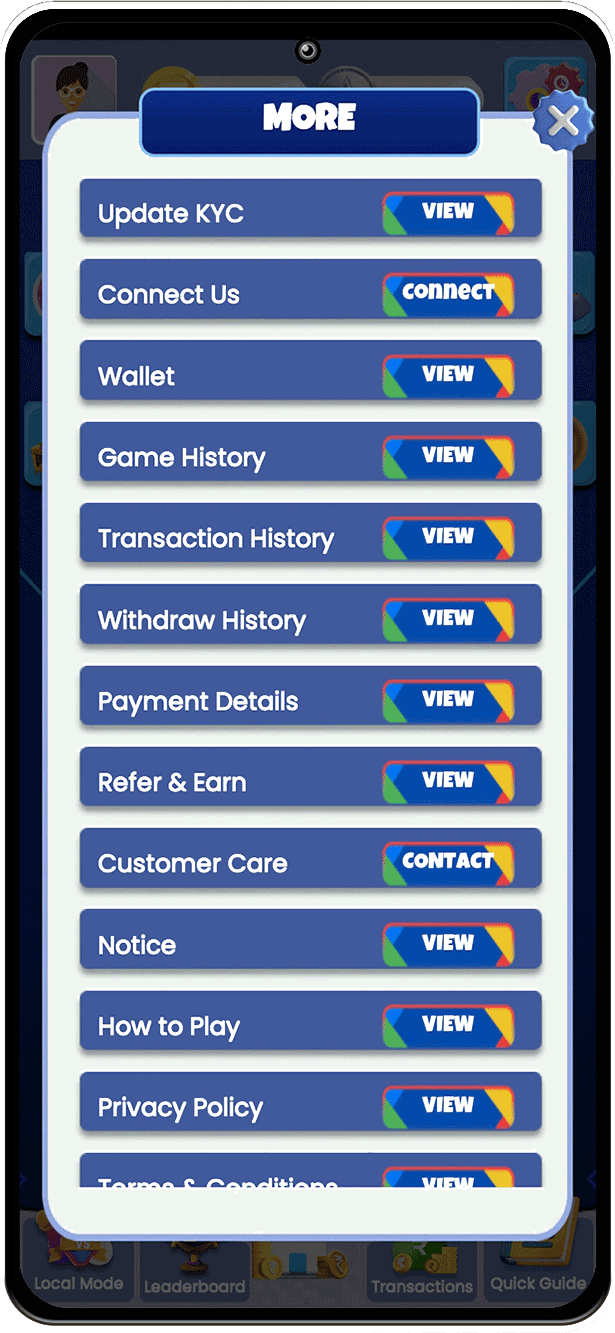 MORE
Update KYC VIEW
Connect Us connect
Wallet VIEW
Game History VIEW
Transaction History VIEW
Withdraw History VIEW
Payment Details VIEW
Refer & Earn VIEW
Customer Care CONTACT
Notice VIEW
How to Play VIEW
Privacy Policy VIEW
Terms & Conditions VIEW
Local Mode Leaderboard Transactions Quick Guide